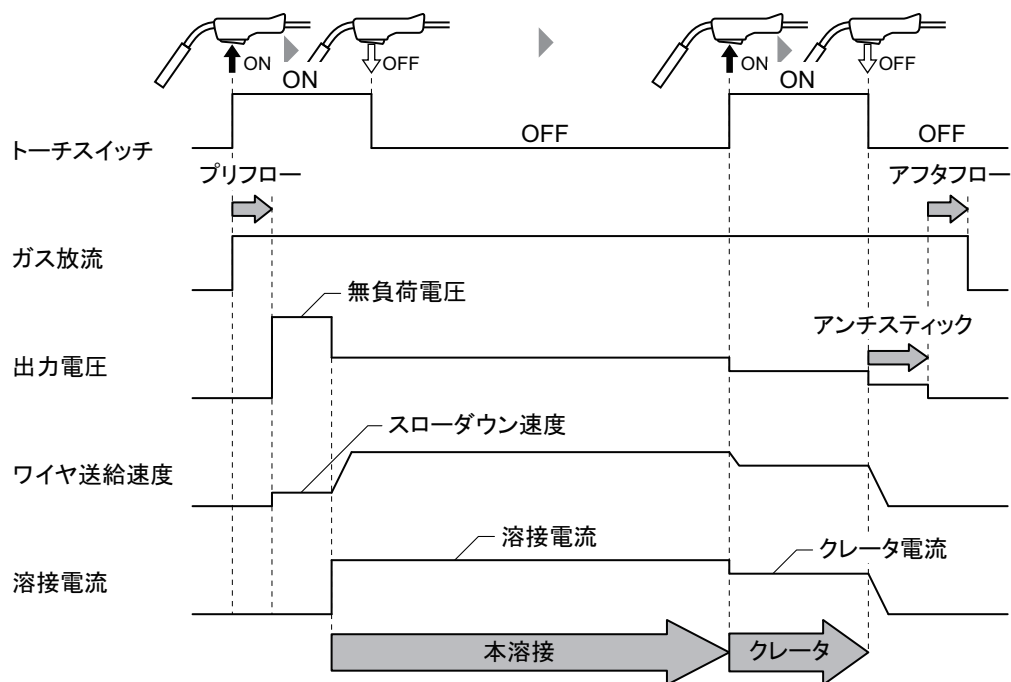 ON
OFF
ON
OFF
ON
ON
OFF
OFF
トーチスイッチ
プリフロー
アフタフロー
ガス放流
無負荷電圧
アンチスティック
出力電圧
スローダウン速度
ワイヤ送給速度
溶接電流
クレータ電流
溶接電流
本溶接
クレータ